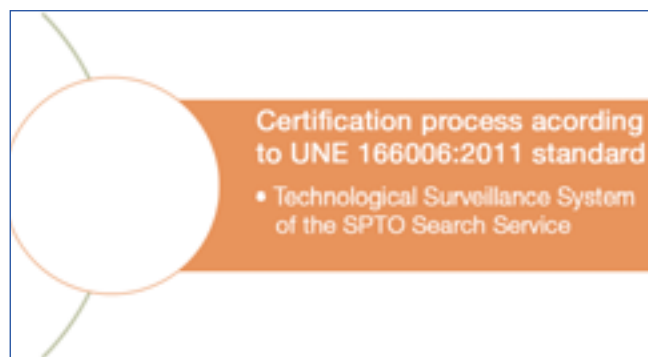 Certification process acording
to UNE 166006:2011 standard
• Technological Surveillance System
of the SPTO Search Service